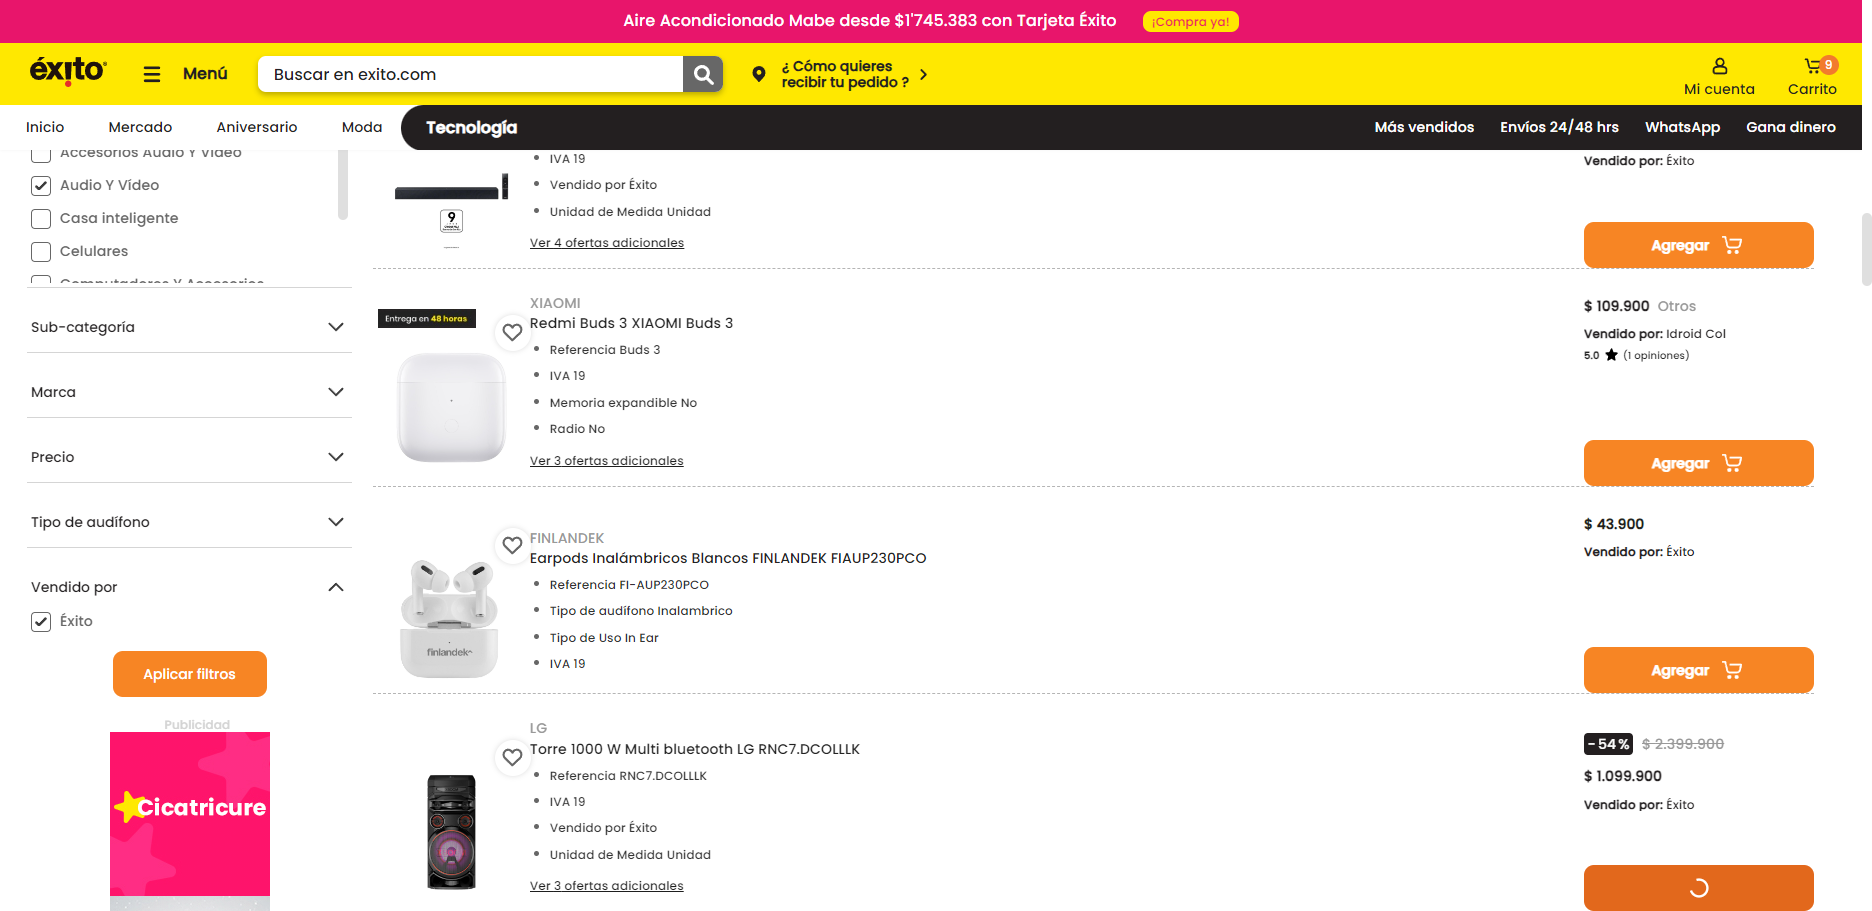 Aire Acondicionado Mabe desde $1'745.383 con Tarjeta Éxito ¡Compra ya!
éxito
Menú
Buscar en exito.com
¿ Cómo quieres
recibir tu pedido ?
Mi cuenta
9
Carrito
Inicio Mercado Aniversario Moda Tecnología Más vendidos Envíos 24/48 hrs WhatsApp Gana dinero
Accesorios Audio Y Vídeo
Audio Y Vídeo
Casa inteligente
Celulares
Computadores Y Accesorios
Sub-categoría
Marca
Precio
Tipo de audífono
Vendido por
Éxito
Aplicar filtros
Publicidad
Cicatricure
9
IVA 19
Vendido por Éxito
Unidad de Medida Unidad
Ver 4 ofertas adicionales
Vendido por: Éxito
Agregar
Entrega en 48 horas
XIAOMI
Redmi Buds 3 XIAOMI Buds 3
Referencia Buds 3
IVA 19
Memoria expandible No
Radio No
Ver 3 ofertas adicionales
$ 109.900 Otros
Vendido por: Idroid Col
5.0 (1 opiniones)
Agregar
finlandek
FINLANDEK
Earpods Inalámbricos Blancos FINLANDEK FIAUP230PCO
Referencia FI-AUP230PCO
Tipo de audífono Inalambrico
Tipo de Uso In Ear
IVA 19
$ 43.900
Vendido por: Éxito
Agregar
LG
Torre 1000 W Multi bluetooth LG RNC7.DCOLLLK
Referencia RNC7.DCOLLLK
IVA 19
Vendido por Éxito
Unidad de Medida Unidad
Ver 3 ofertas adicionales
-54% $ 2.399.900
$ 1.099.900
Vendido por: Éxito